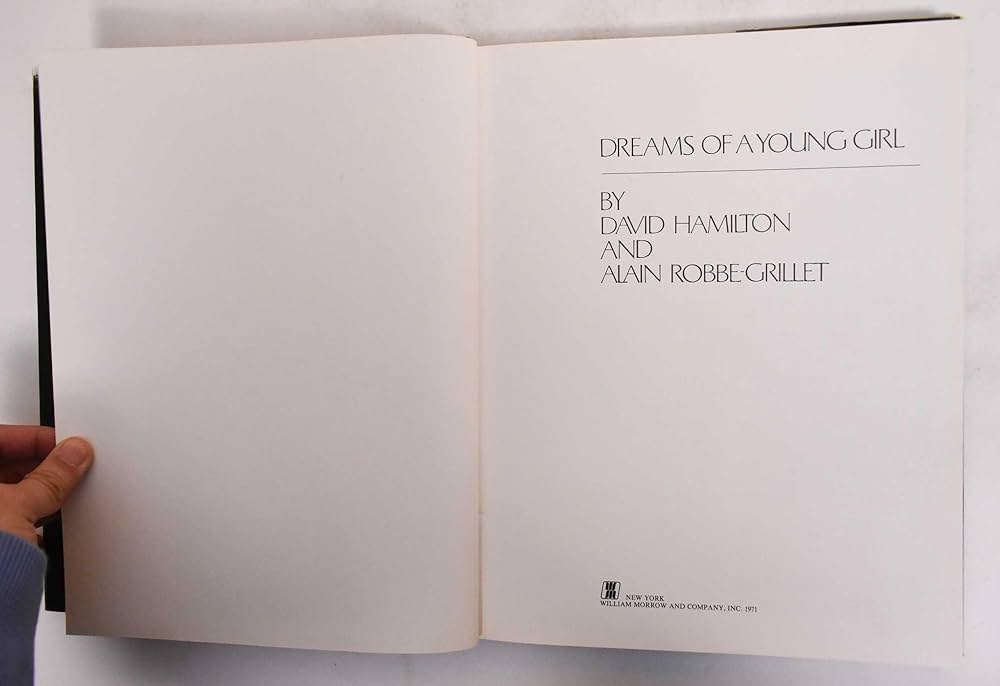 DREAMS OF A YOUNG GIRL
BY
DAVID HAMILTON
AND
ALAIN ROBBE-GRILLET
NEW YORK
WILLIAM MORROW AND COMPANY, INC. 1971